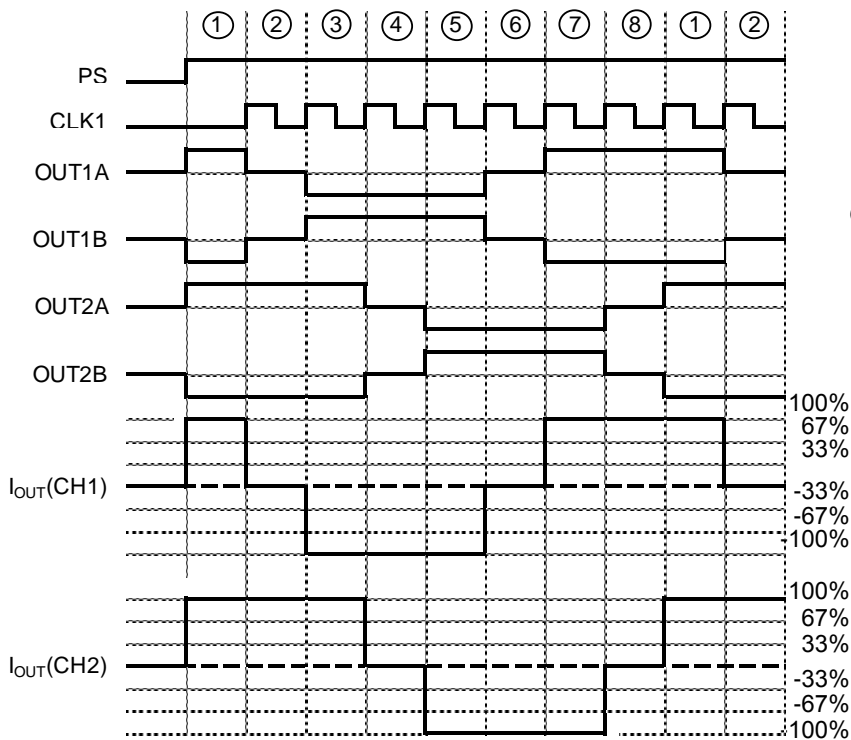 ① ② ③ ④ ⑤ ⑥ ⑦ ⑧ ① ②
PS
CLK1
OUT1A
OUT1B
OUT2A
OUT2B
100%
67%
33%
IOUT(CH1)
-33%
-67%
-100%
100%
67%
33%
IOUT(CH2)
-33%
-67%
-100%